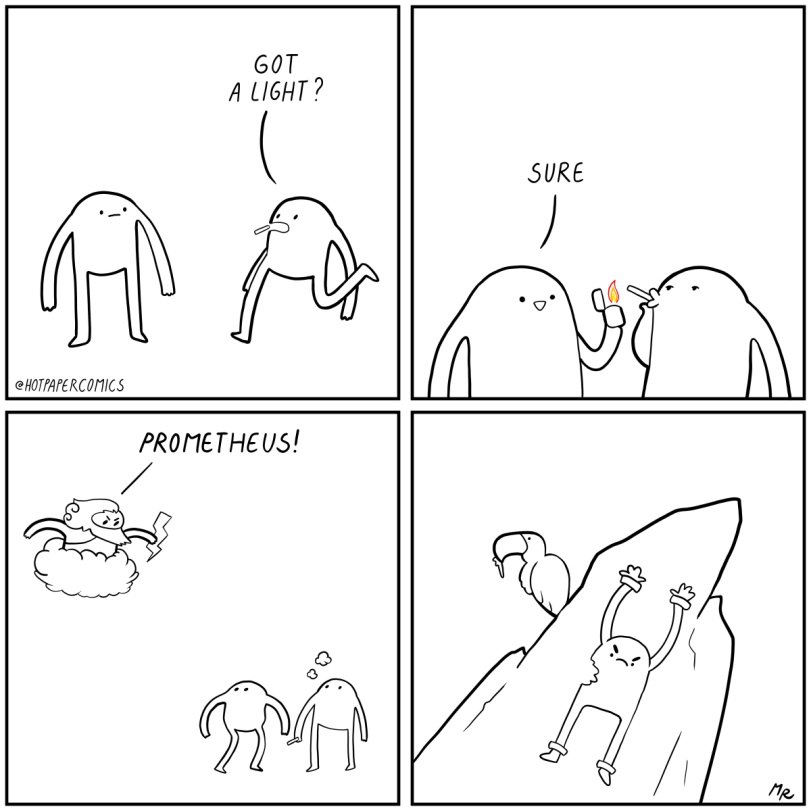 GOT
A LIGHT?
@HOTPAPERCOMICS
SURE
PROMETHEUS!
MR